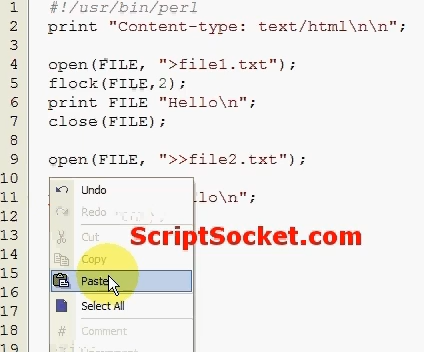 1 #!/usr/bin/perl
2 print "Content-type: text/html\n\n";
3
4 open(FILE, ">file1.txt");
5 flock(FILE,2);
6 print FILE "Hello\n";
7 close(FILE);
8
9 open(FILE, ">>file2.txt");
10
11 llo\n";
12
13
14
15
16
17
18
19
Undo
Redo
Cut
Copy
Paste
Select All
Comment
Uncomment
ScriptSocket.com